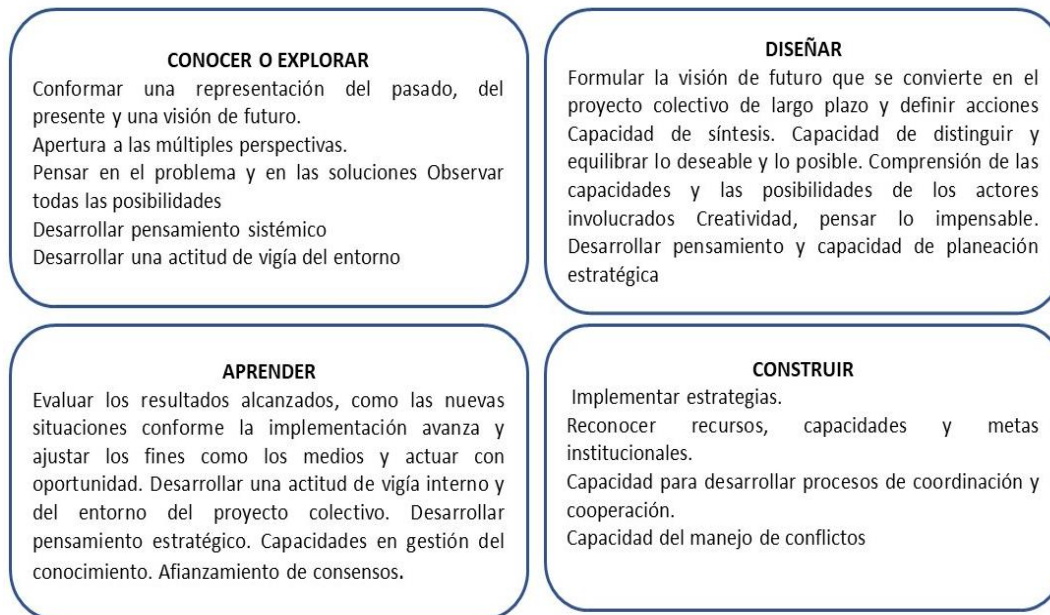 CONOCER O EXPLORAR
Conformar una representación del pasado, del
presente y una visión de futuro.
Apertura a las múltiples perspectivas.
Pensar en el problema y en las soluciones Observar
todas las posibilidades
Desarrollar pensamiento sistémico
Desarrollar una actitud de vigía del entorno
DISEÑAR
Formular la visión de futuro que se convierte en el
proyecto colectivo de largo plazo y definir acciones
Capacidad de síntesis. Capacidad de distinguir y
equilibrar lo deseable y lo posible. Comprensión de las
capacidades y las posibilidades de los actores
involucrados Creatividad, pensar lo impensable.
Desarrollar pensamiento y capacidad de planeación
estratégica
APRENDER
Evaluar los resultados alcanzados, como las nuevas
situaciones conforme la implementación avanza y
ajustar los fines como los medios y actuar con
oportunidad. Desarrollar una actitud de vigía interno y
del entorno del proyecto colectivo. Desarrollar
pensamiento estratégico. Capacidades en gestión del
conocimiento. Afianzamiento de consensos.
CONSTRUIR
Implementar estrategias.
Reconocer recursos, capacidades y metas
institucionales.
Capacidad para desarrollar procesos de coordinación y
cooperación.
Capacidad del manejo de conflictos